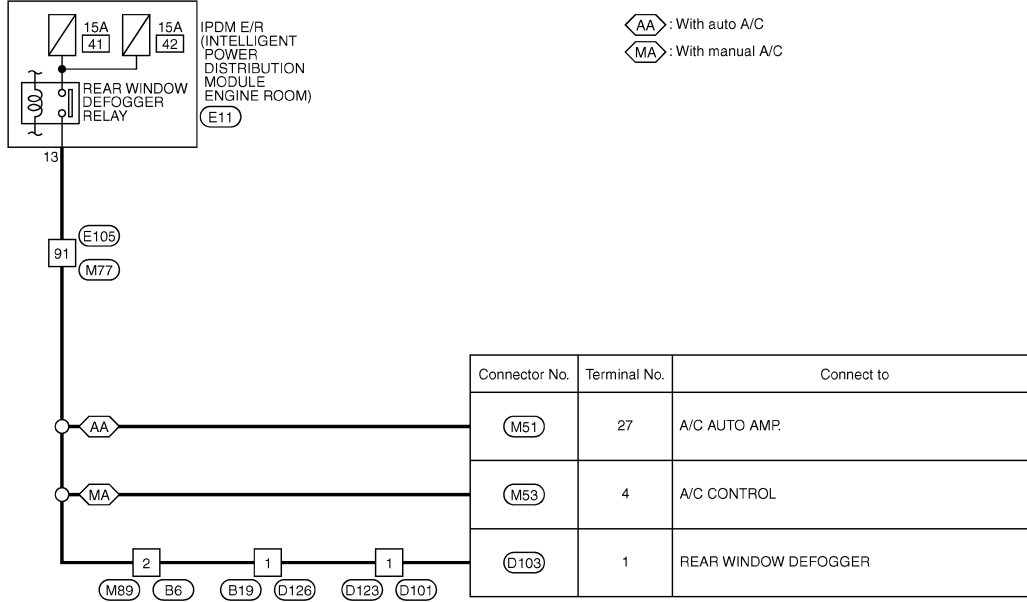 15A
41
15A
42
IPDM E/R
(INTELLIGENT
POWER
DISTRIBUTION
MODULE
ENGINE ROOM)
E11
REAR WINDOW
DEFOGGER
RELAY
AA : With auto A/C
MA : With manual A/C
13
E105
91
M77
Connector No. Terminal No. Connect to
AA M51 27 A/C AUTO AMP.
MA M53 4 A/C CONTROL
2 1 1 D103 1 REAR WINDOW DEFOGGER
M89 B6 B19 D126 D123 D101